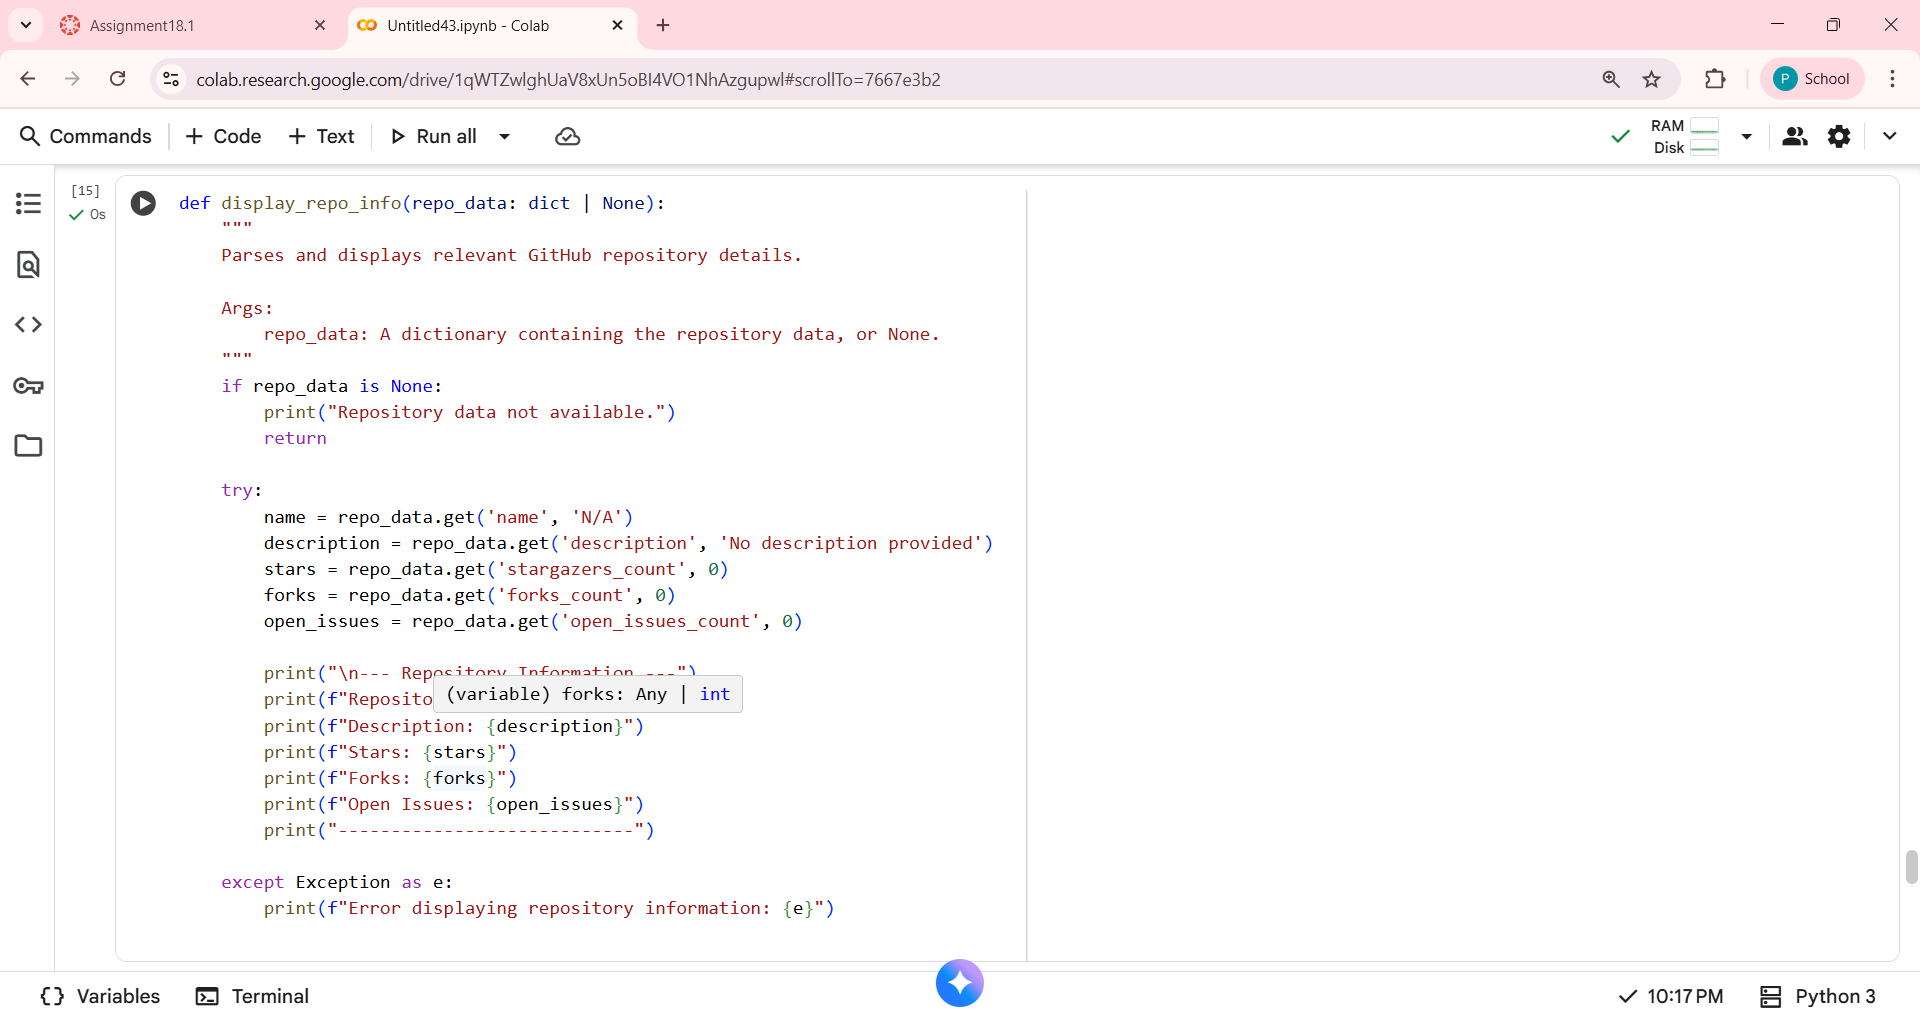 Assignment18.1
Untitled43.ipynb - Colab
colab.research.google.com/drive/1qWTZwlghUaV8xUn5oBI4VO1NhAzgupwl#scrollTo=7667e3b2
P School
Commands + Code + Text Run all
RAM
Disk
[15]
0s
def display_repo_info(repo_data: dict | None):
    """
    Parses and displays relevant GitHub repository details.

    Args:
        repo_data: A dictionary containing the repository data, or None.
    """
    if repo_data is None:
        print("Repository data not available.")
        return

    try:
        name = repo_data.get('name', 'N/A')
        description = repo_data.get('description', 'No description provided')
        stars = repo_data.get('stargazers_count', 0)
        forks = repo_data.get('forks_count', 0)
        open_issues = repo_data.get('open_issues_count', 0)

        print("\n--- Repository Information ---")
        print(f"Reposito
(variable) forks: Any | int
        print(f"Description: {description}")
        print(f"Stars: {stars}")
        print(f"Forks: {forks}")
        print(f"Open Issues: {open_issues}")
        print("----------------------------")

    except Exception as e:
        print(f"Error displaying repository information: {e}")
Variables Terminal
10:17 PM Python 3